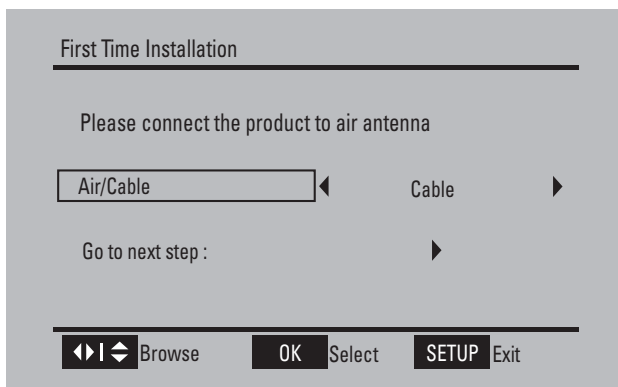 First Time Installation
Please connect the product to air antenna
Air/Cable Cable
Go to next step :
Browse OK Select SETUP Exit